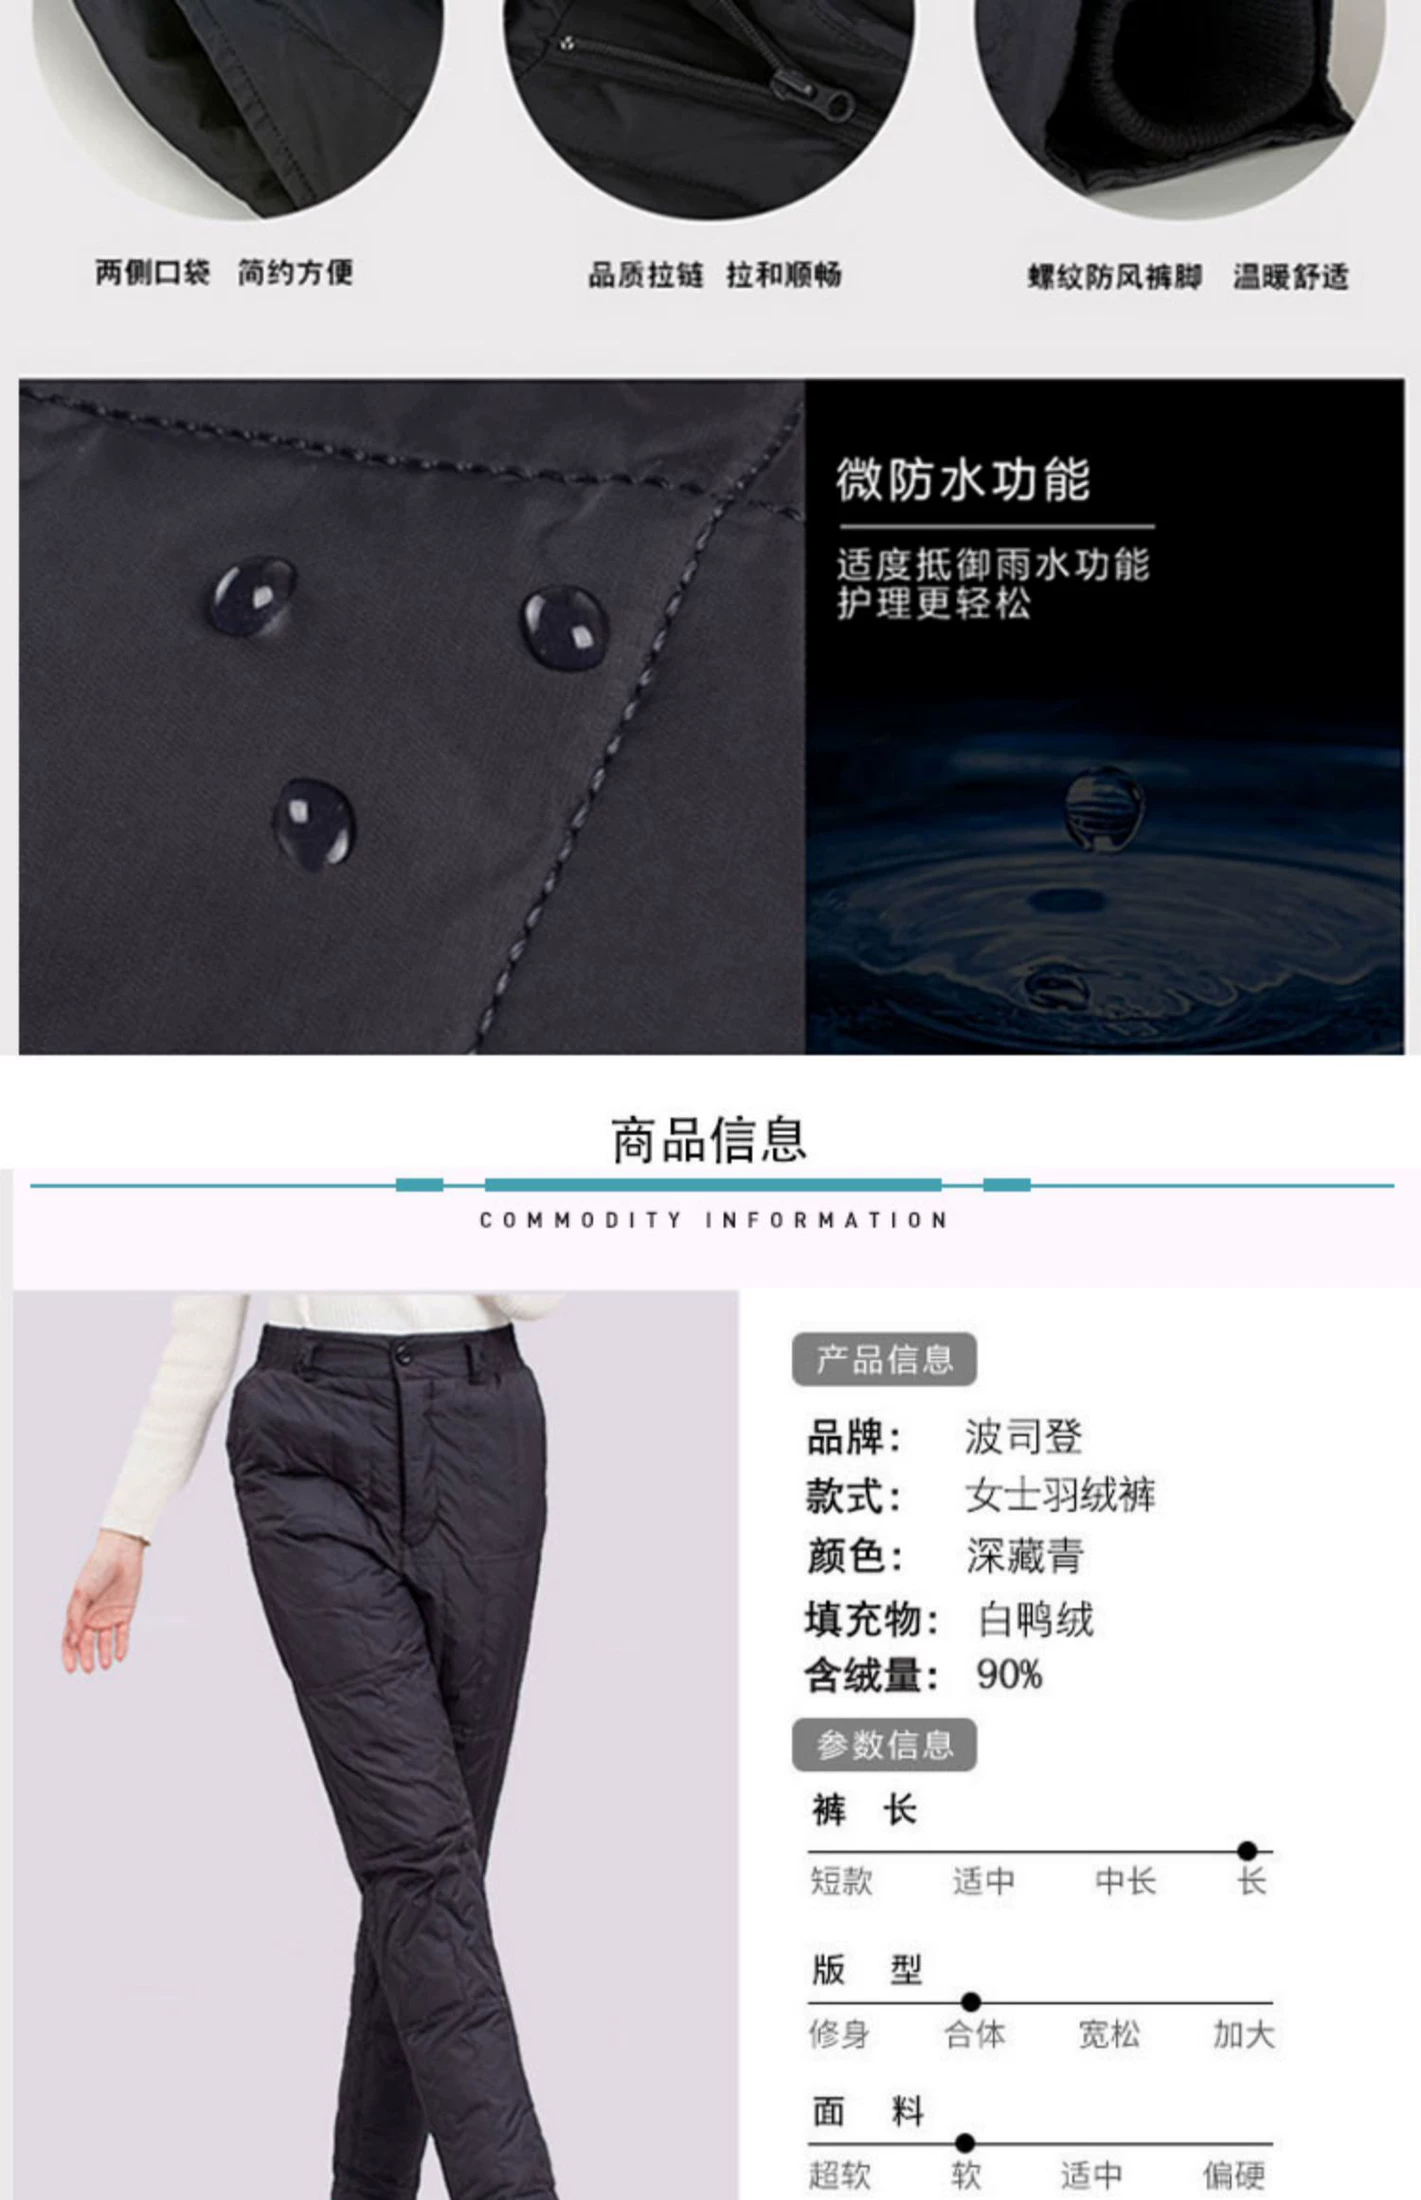 两侧口袋 简约方便
品质拉链 拉和顺畅
螺纹防风裤脚 温暖舒适
微防水功能
适度抵御雨水功能
护理更轻松
商品信息
COMMODITY INFORMATION
产品信息
品牌： 波司登
款式： 女士羽绒裤
颜色： 深藏青
填充物： 白鸭绒
含绒量： 90%
参数信息
裤 长
短款 适中 中长 长
版 型
修身 合体 宽松 加大
面 料
超软 软 适中 偏硬